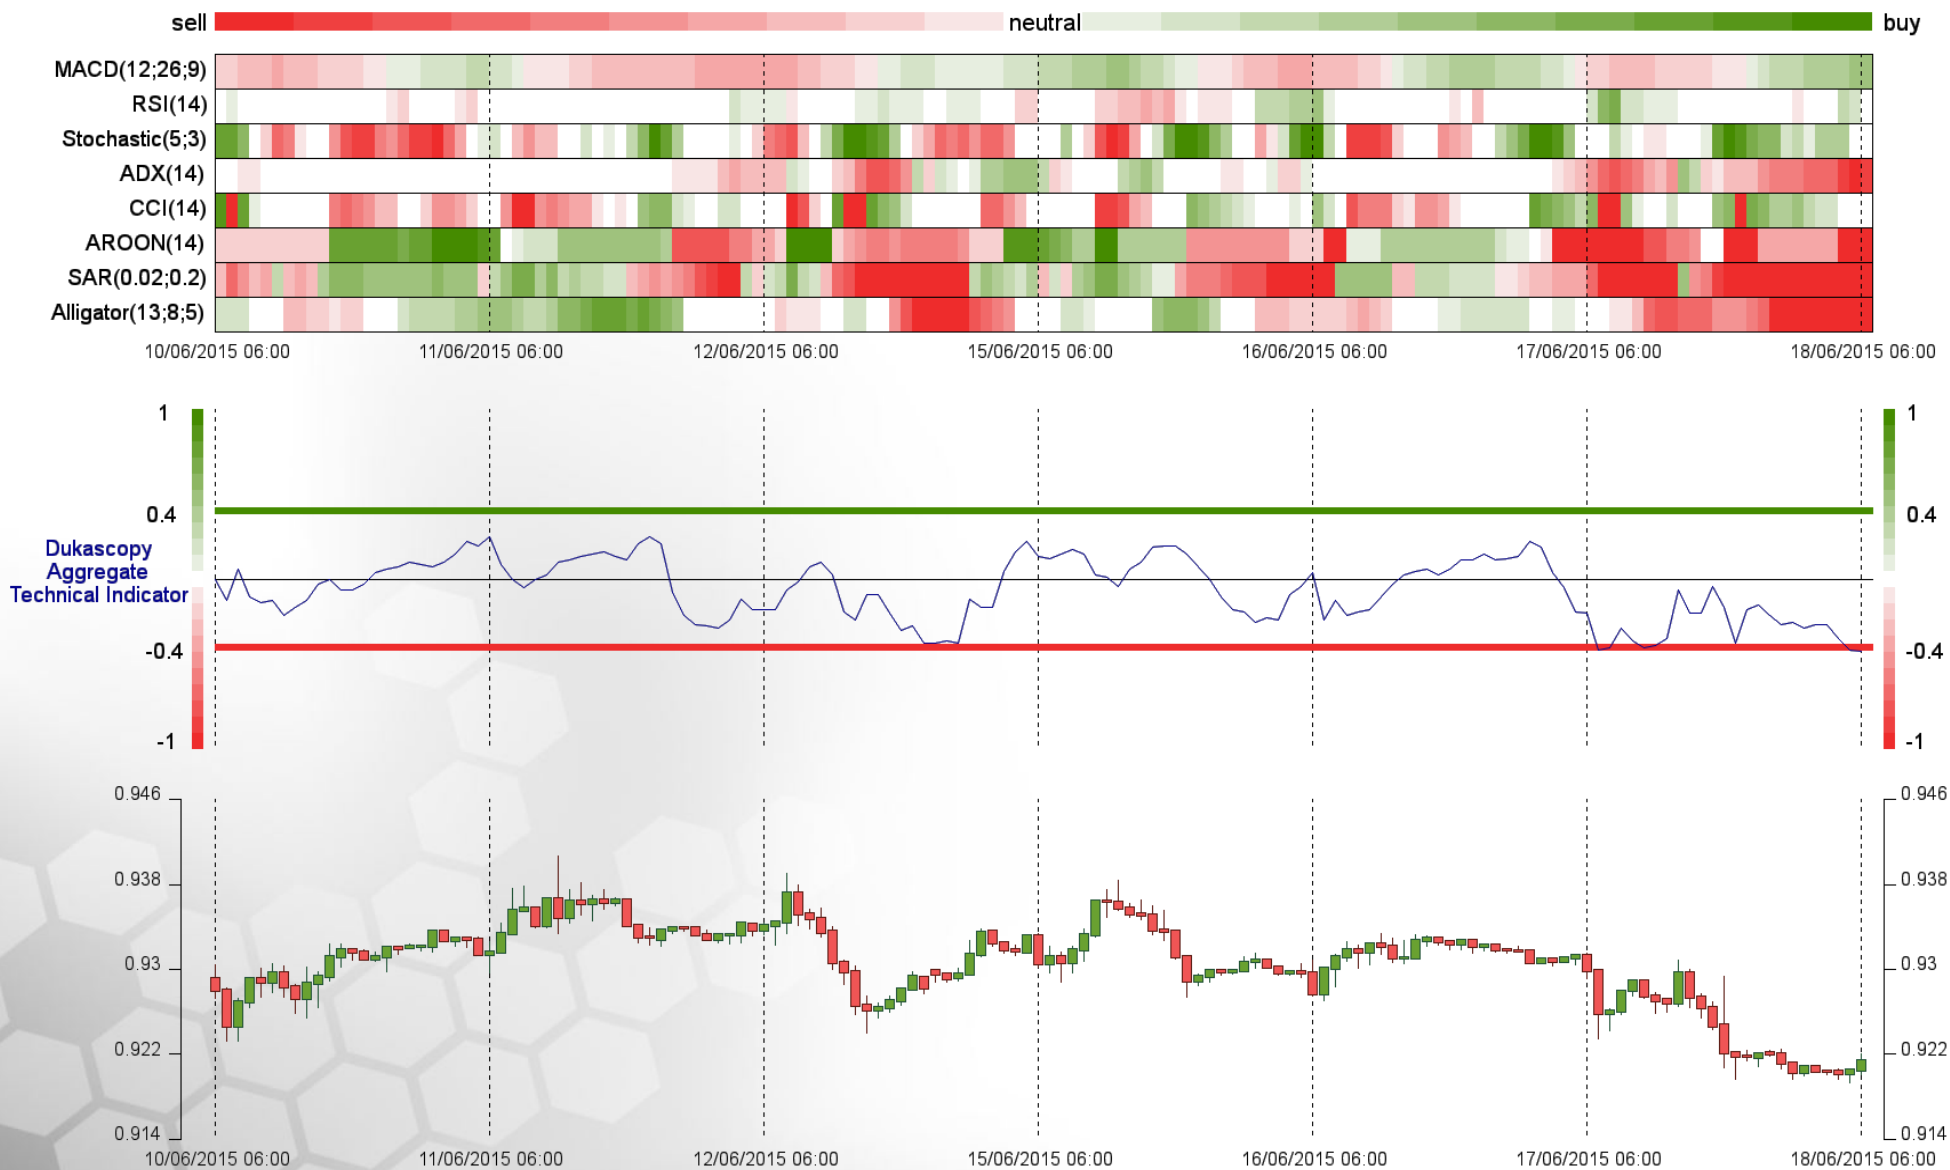 sell neutral buy
MACD(12;26;9)
RSI(14)
Stochastic(5;3)
ADX(14)
CCI(14)
AROON(14)
SAR(0.02;0.2)
Alligator(13;8;5)
10/06/2015 06:00 11/06/2015 06:00 12/06/2015 06:00 15/06/2015 06:00 16/06/2015 06:00 17/06/2015 06:00 18/06/2015 06:00
1 1
0.4 0.4
Dukascopy
Aggregate
Technical Indicator
-0.4 -0.4
-1 -1
0.946 0.946
0.938 0.938
0.93 0.93
0.922 0.922
0.914 0.914
10/06/2015 06:00 11/06/2015 06:00 12/06/2015 06:00 15/06/2015 06:00 16/06/2015 06:00 17/06/2015 06:00 18/06/2015 06:00